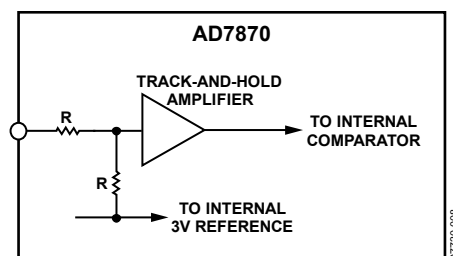 AD7870
TRACK-AND-HOLD
AMPLIFIER
R
TO INTERNAL
COMPARATOR
R
TO INTERNAL
3V REFERENCE